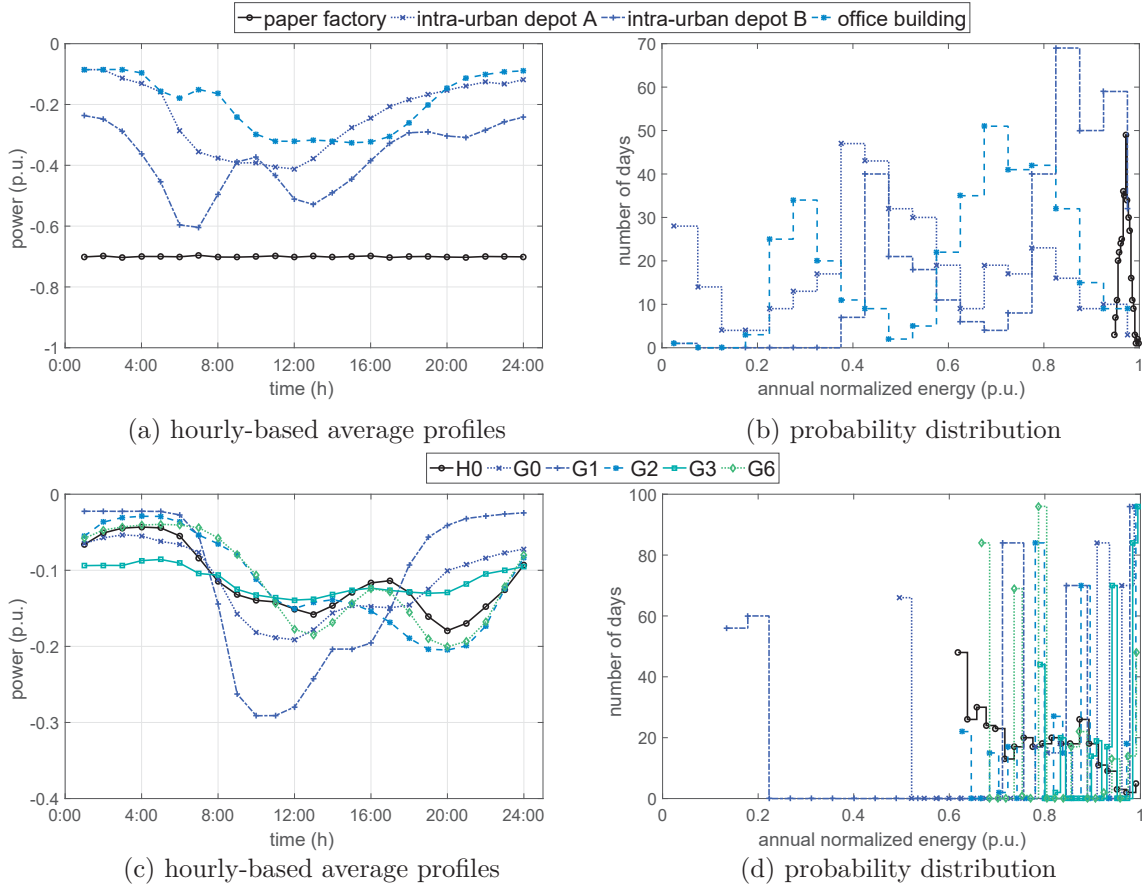 paper factory intra-urban depot A intra-urban depot B office building
0
-0.2
-0.4
-0.6
-0.8
-1
power (p.u.)
0:00 4:00 8:00 12:00 16:00 20:00 24:00
time (h)
70
60
50
40
30
20
10
0
number of days
0 0.2 0.4 0.6 0.8 1
annual normalized energy (p.u.)
(a) hourly-based average profiles
(b) probability distribution
H0 G0 G1 G2 G3 G6
0
-0.1
-0.2
-0.3
-0.4
power (p.u.)
0:00 4:00 8:00 12:00 16:00 20:00 24:00
time (h)
100
80
60
40
20
0
number of days
0 0.2 0.4 0.6 0.8 1
annual normalized energy (p.u.)
(c) hourly-based average profiles
(d) probability distribution